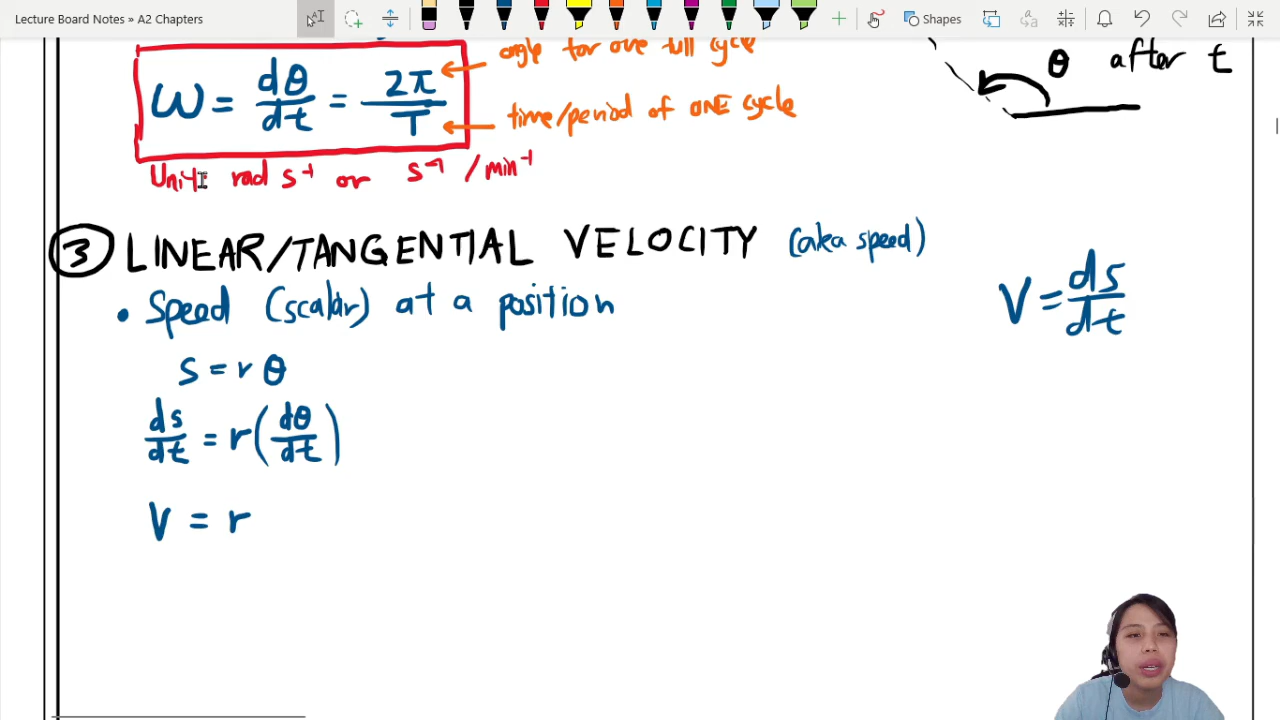 Lecture Board Notes » A2 Chapters
Shapes
angle for one full cycle
ω = dθ/dt = 2π/T
time/period of ONE cycle
θ after t
Unit: rad s⁻¹ or s⁻¹ / min⁻¹
③ LINEAR/TANGENTIAL VELOCITY (aka speed)
• Speed (scalar) at a position
V = ds/dt
s = r θ
ds/dt = r(dθ/dt)
V = r